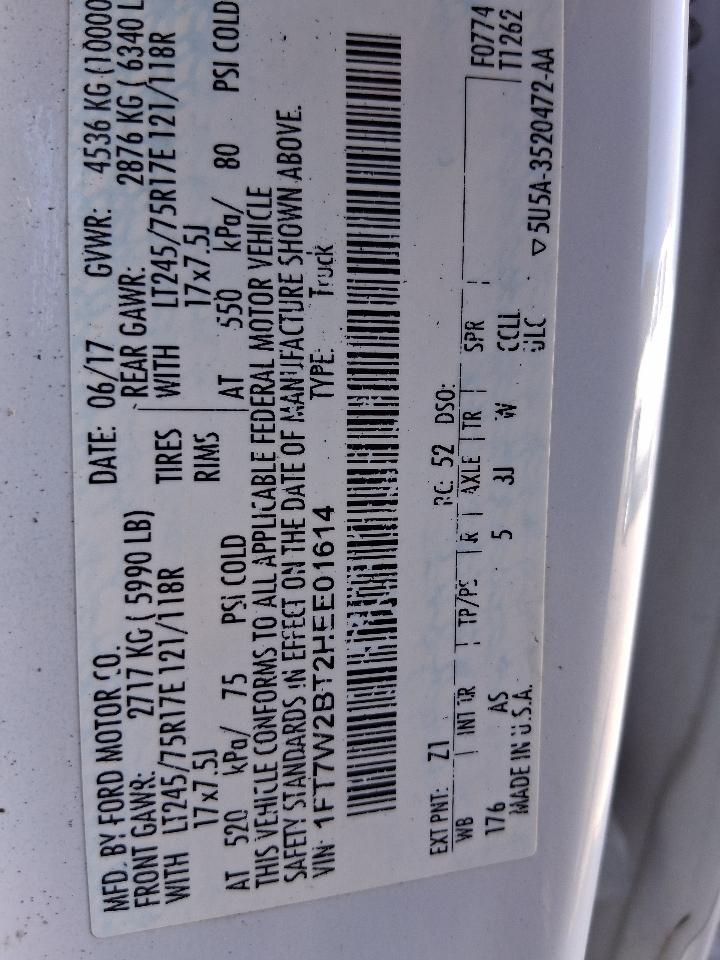 MFD. BY FORD MOTOR CO.
DATE: 06/17 GVWR: 4536 KG (10000
FRONT GAWR: 2717 KG ( 5990 LB)
REAR GAWR: 2876 KG ( 6340 L
WITH LT245/75R17E 121/118R TIRES WITH LT245/75R17E 121/118R
17x7.5J RIMS 17x7.5J
AT 520 kPa/ 75 PSI COLD AT 550 kPa/ 80 PSI COLD
THIS VEHICLE CONFORMS TO ALL APPLICABLE FEDERAL MOTOR VEHICLE
SAFETY STANDARDS IN EFFECT ON THE DATE OF MANUFACTURE SHOWN ABOVE.
VIN: 1FT7W2BT2HEE01614 TYPE: Truck
EXT PNT: Z1 RC: 52 DSO: F0774
WB INT TR TP/PS R AXLE TR SPR T1262
176 AS 5 3J W CCLL
MADE IN U.S.A. ULC
▽5U5A-3520472-AA